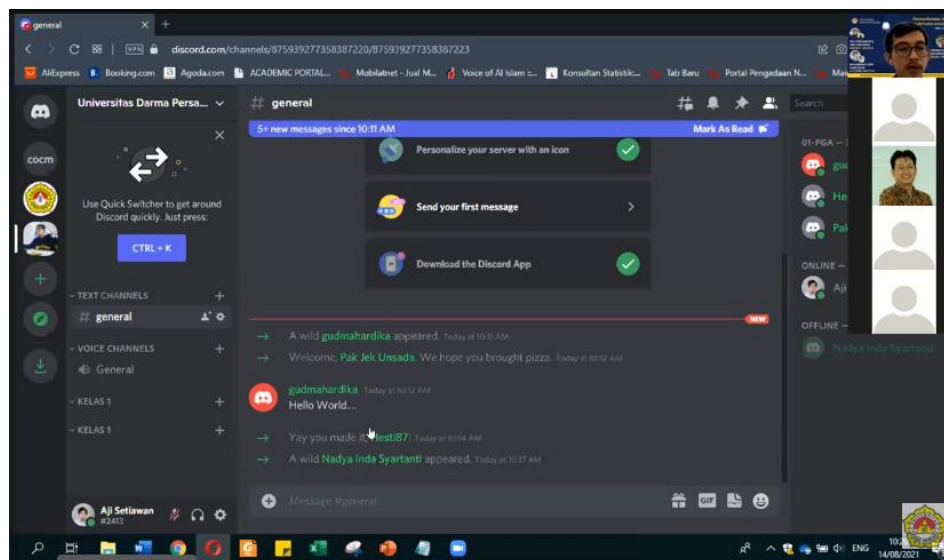 general
discord.com/channels/875939277358387220/875939277358387223
AliExpress
Booking.com
Agoda.com
ACADEMIC PORTAL...
Mobilabnet - Jual M...
Voice of Al Islam ::...
Konsultan Statistik:...
Tab Baru
Portal Pengadaan N...
Universitas Darma Persa...
general
Search
5+ new messages since 10:11 AM
Mark As Read
Personalize your server with an icon
Send your first message
Download the Discord App
cocm
Use Quick Switcher to get around
Discord quickly. Just press:
CTRL + K
TEXT CHANNELS
general
VOICE CHANNELS
General
KELAS 1
KELAS 1
NEW
A wild gudmahardika appeared. Today at 10:11 AM
Welcome, Pak Jek Unsada. We hope you brought pizza. Today at 10:12 AM
gudmahardika Today at 10:12 AM
Hello World....
Yay you made it, Today at 10:14 AM
A wild Nadya Inda Syartanti appeared. Today at 10:17 AM
Message #general
GIF
Aji Setiawan
#2413
ONLINE –
Aji
OFFLINE –
Nadya Inda Syartanti
ENG
14/08/2021